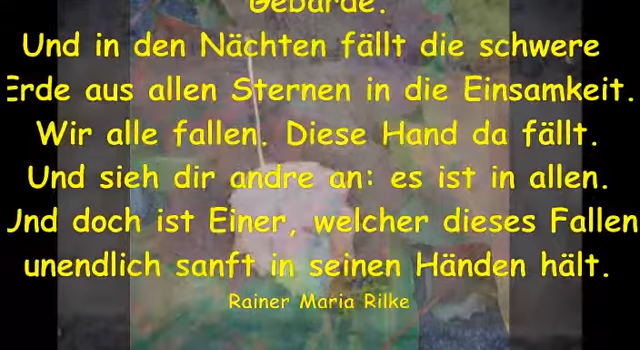 Gebärde.
Und in den Nächten fällt die schwere
Erde aus allen Sternen in die Einsamkeit.
Wir alle fallen. Diese Hand da fällt.
Und sieh dir andre an: es ist in allen.
Und doch ist Einer, welcher dieses Fallen
unendlich sanft in seinen Händen hält.
Rainer Maria Rilke